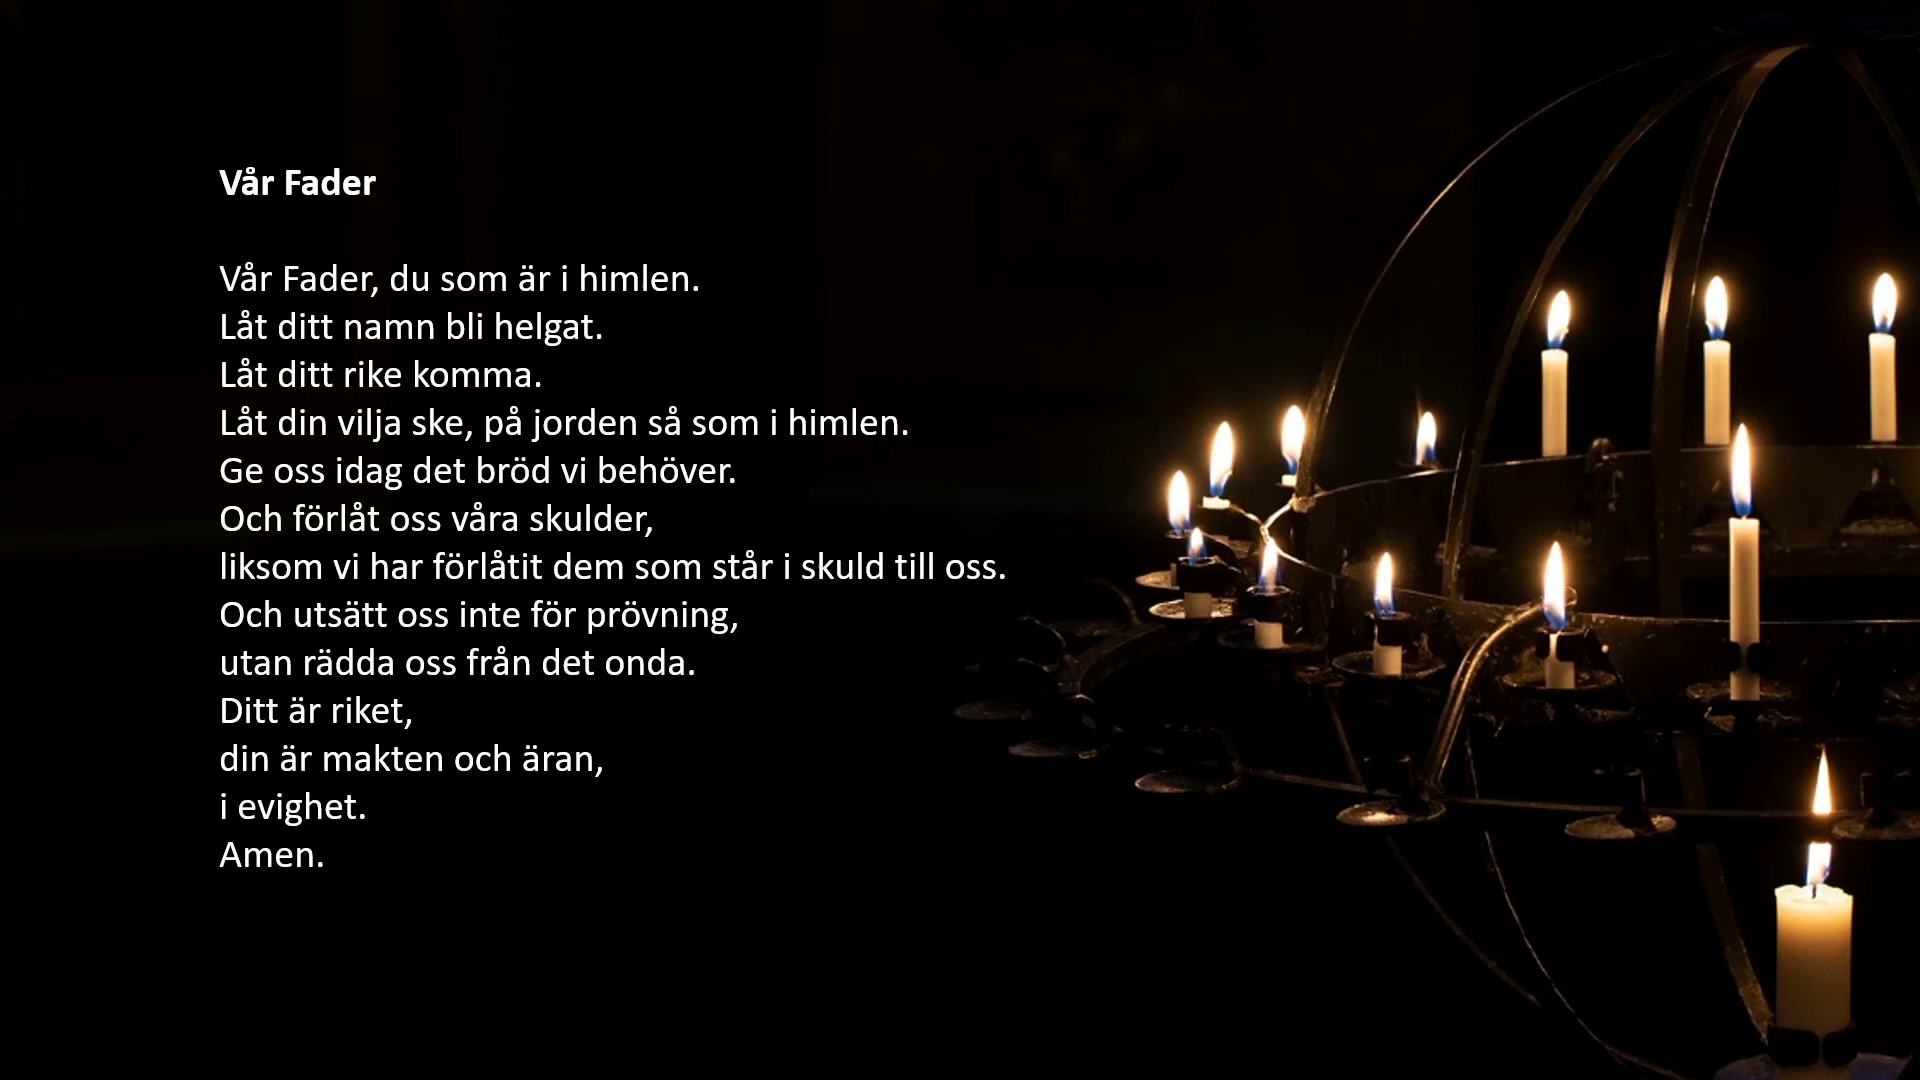 Vår Fader
Vår Fader, du som är i himlen.
Låt ditt namn bli helgat.
Låt ditt rike komma.
Låt din vilja ske, på jorden så som i himlen.
Ge oss idag det bröd vi behöver.
Och förlåt oss våra skulder,
liksom vi har förlåtit dem som står i skuld till oss.
Och utsätt oss inte för prövning,
utan rädda oss från det onda.
Ditt är riket,
din är makten och äran,
i evighet.
Amen.